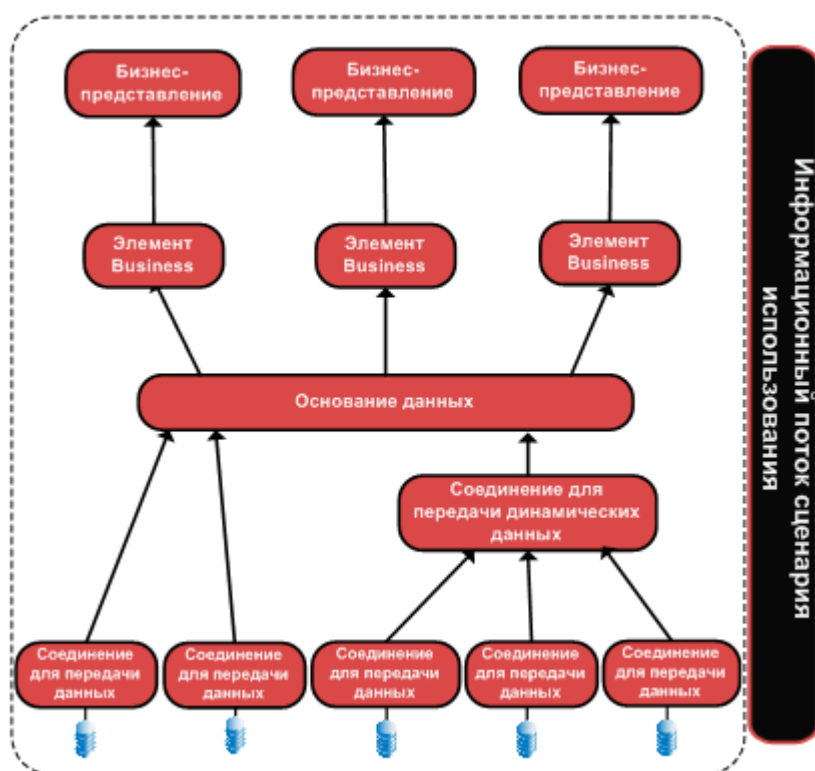 Бизнес-
представление
Бизнес-
представление
Бизнес-
представление
Элемент
Business
Элемент
Business
Элемент
Business
Основание данных
Соединение для
передачи динамических
данных
Соединение
для передачи
данных
Соединение
для передачи
данных
Соединение
для передачи
данных
Соединение
для передачи
данных
Соединение
для передачи
данных
Информационный поток сценария
использования